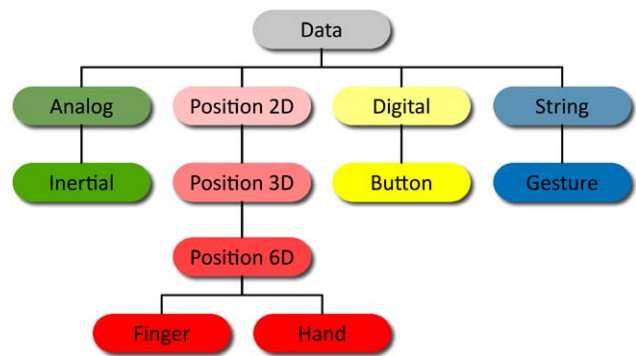 Data
Analog
Position 2D
Digital
String
Inertial
Position 3D
Button
Gesture
Position 6D
Finger
Hand